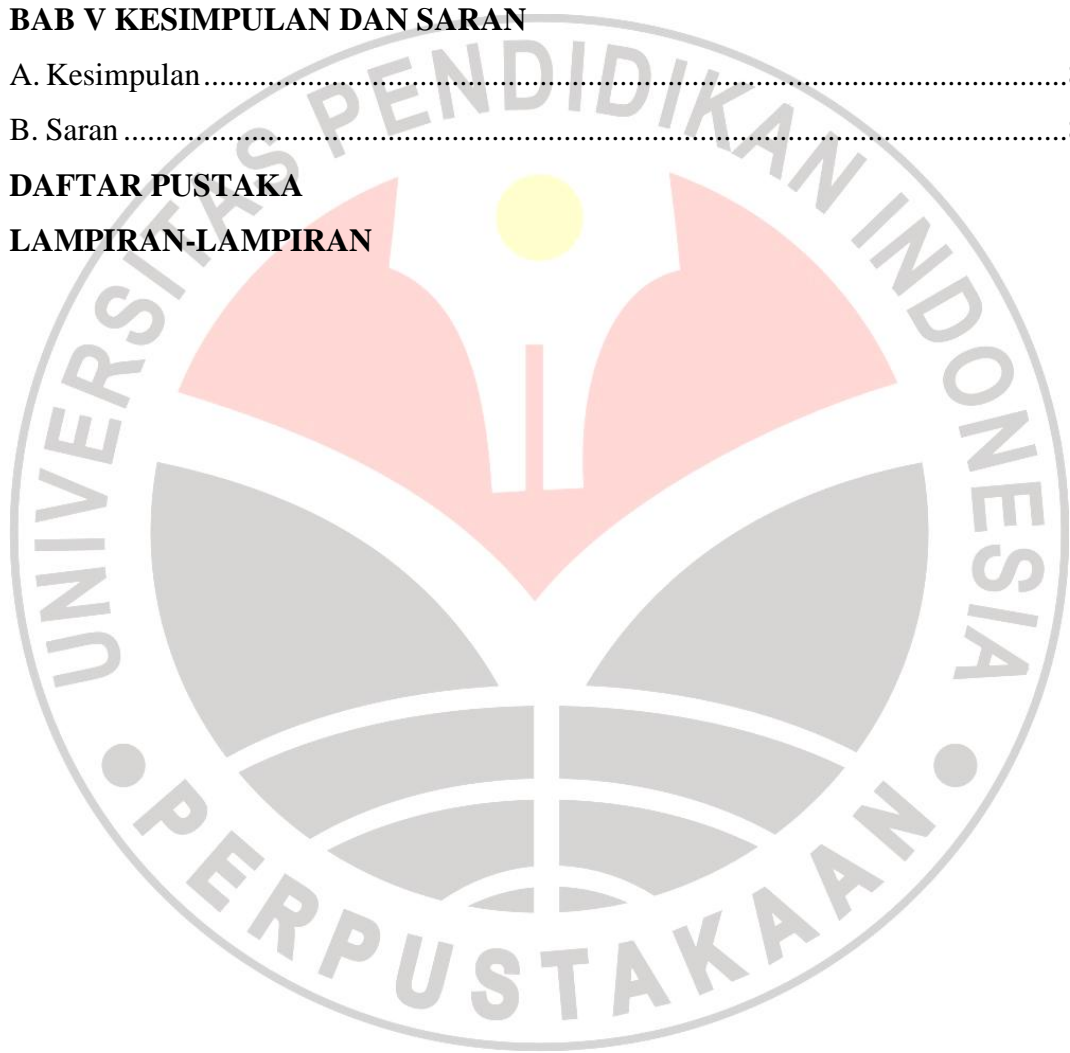 BAB V KESIMPULAN DAN SARAN
A. Kesimpulan........................................................................................................
B. Saran ...................................................................................................................
DAFTAR PUSTAKA
LAMPIRAN-LAMPIRAN
UNIVERSITAS PENDIDIKAN INDONESIA
PERPUSTAKAAN